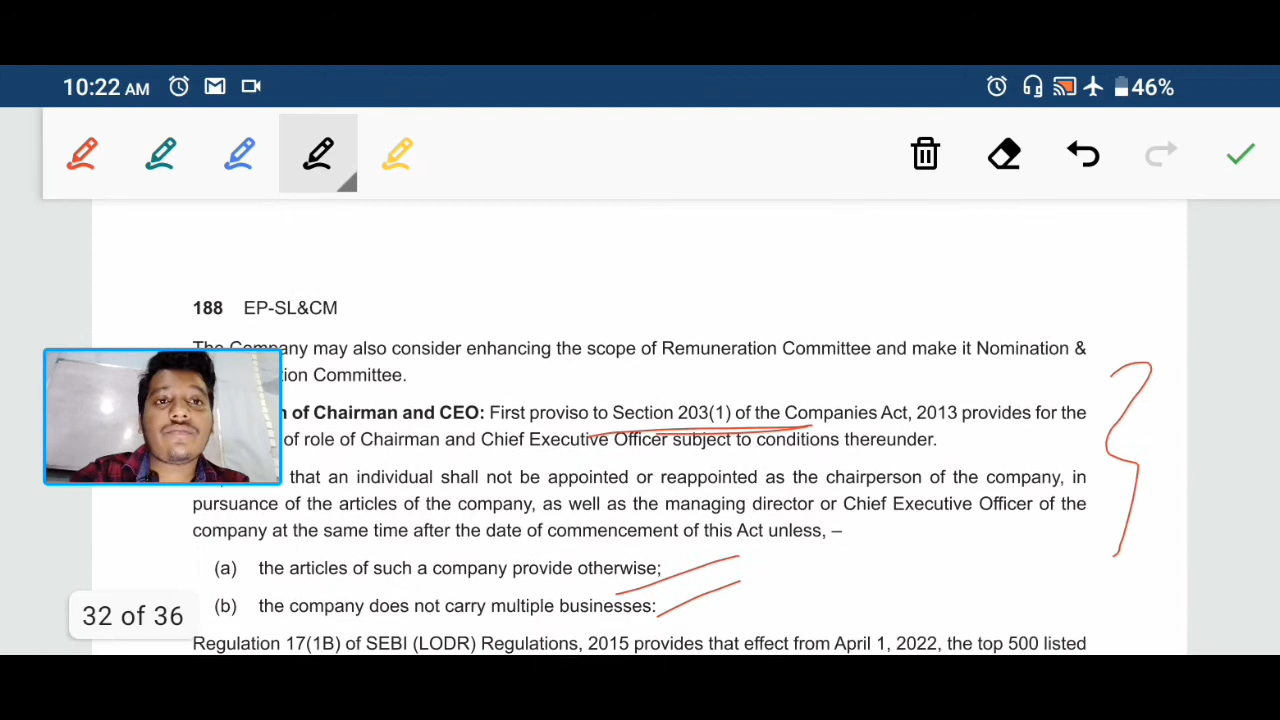 10:22 AM
46%
188 EP-SL&CM
The Company may also consider enhancing the scope of Remuneration Committee and make it Nomination &
tion Committee.
n of Chairman and CEO: First proviso to Section 203(1) of the Companies Act, 2013 provides for the
of role of Chairman and Chief Executive Officer subject to conditions thereunder.
that an individual shall not be appointed or reappointed as the chairperson of the company, in
pursuance of the articles of the company, as well as the managing director or Chief Executive Officer of the
company at the same time after the date of commencement of this Act unless, –
(a) the articles of such a company provide otherwise;
(b) the company does not carry multiple businesses:
32 of 36
Regulation 17(1B) of SEBI (LODR) Regulations, 2015 provides that effect from April 1, 2022, the top 500 listed